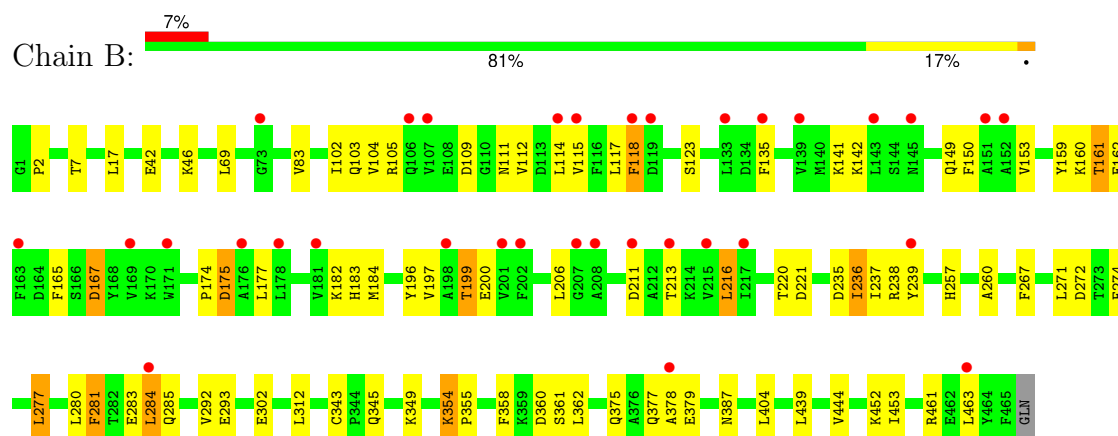 7%
Chain B:
81%
17%
•
G1 P2 T7 L17 E42 K46 L69 G73 V83 I102 Q103 V104 R105 Q106 V107 E108 D109 G110 N111 V112 D113 L114 V115 F116 L117 F118 D119 S123 L133 D134 F135 V139 M140 K141 K142 L143 S144 N145 Q149 F150 A151 A152 V153 Y159 K160 T161 E162
F163 D164 F165 S166 D167 Y168 V169 K170 W171 P174 D175 A176 L177 L178 V181 K182 H183 M184 Y196 V197 A198 T199 E200 V201 F202 L206 G207 A208 D211 A212 T213 K214 V215 L216 I217 T220 D221 D235 I236 I237 R238 Y239 H257 A260 F267 L271 D272 T273
L277 L280 F281 T282 E283 L284 Q285 V292 E293 E302 L312 C343 P344 Q345 K349 K354 P355 F358 K359 D360 S361 L362 Q375 A376 Q377 A378 E379 N387 L404 L439 V444 K452 I453 R461 E462 L463 Y464 F465 GLN